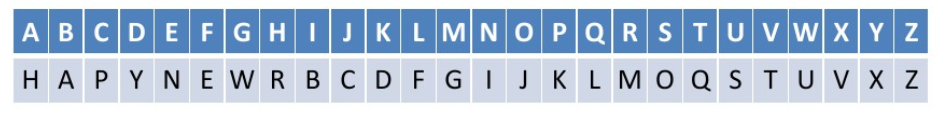 A B C D E F G H I J K L M N O P Q R S T U V W X Y Z
H A P Y N E W R B C D F G I J K L M O Q S T U V X Z